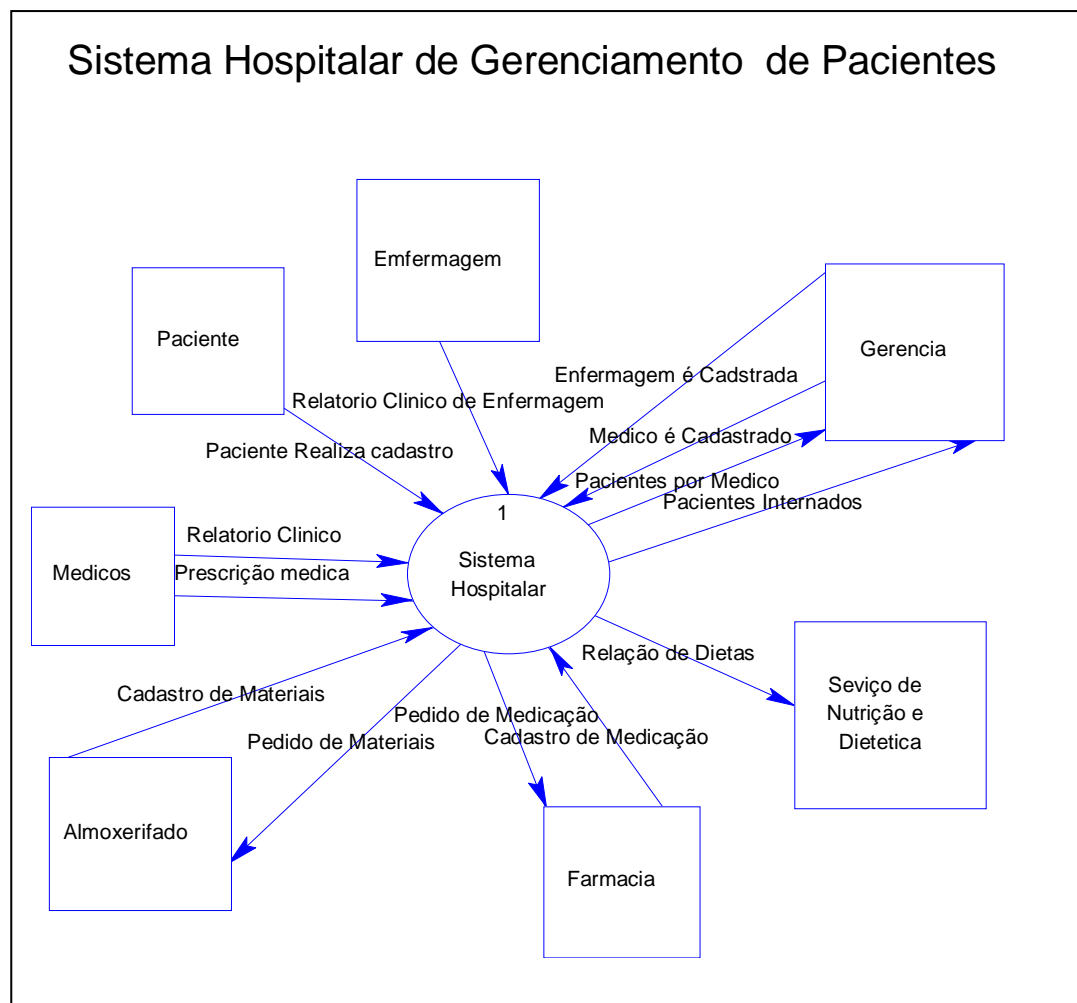 Sistema Hospitalar de Gerenciamento  de Pacientes
Emfermagem
Paciente
Gerencia
Enfermagem é Cadstrada
Relatorio Clinico de Enfermagem
Medico é Cadastrado
Paciente Realiza cadastro
Pacientes por Medico
Pacientes Internados
1
Relatorio Clinico
Sistema
Hospitalar
Medicos
Prescrição medica
Relação de Dietas
Seviço de
Nutrição e
Dietetica
Cadastro de Materiais
Pedido de Medicação
Cadastro de Medicação
Pedido de Materiais
Almoxerifado
Farmacia